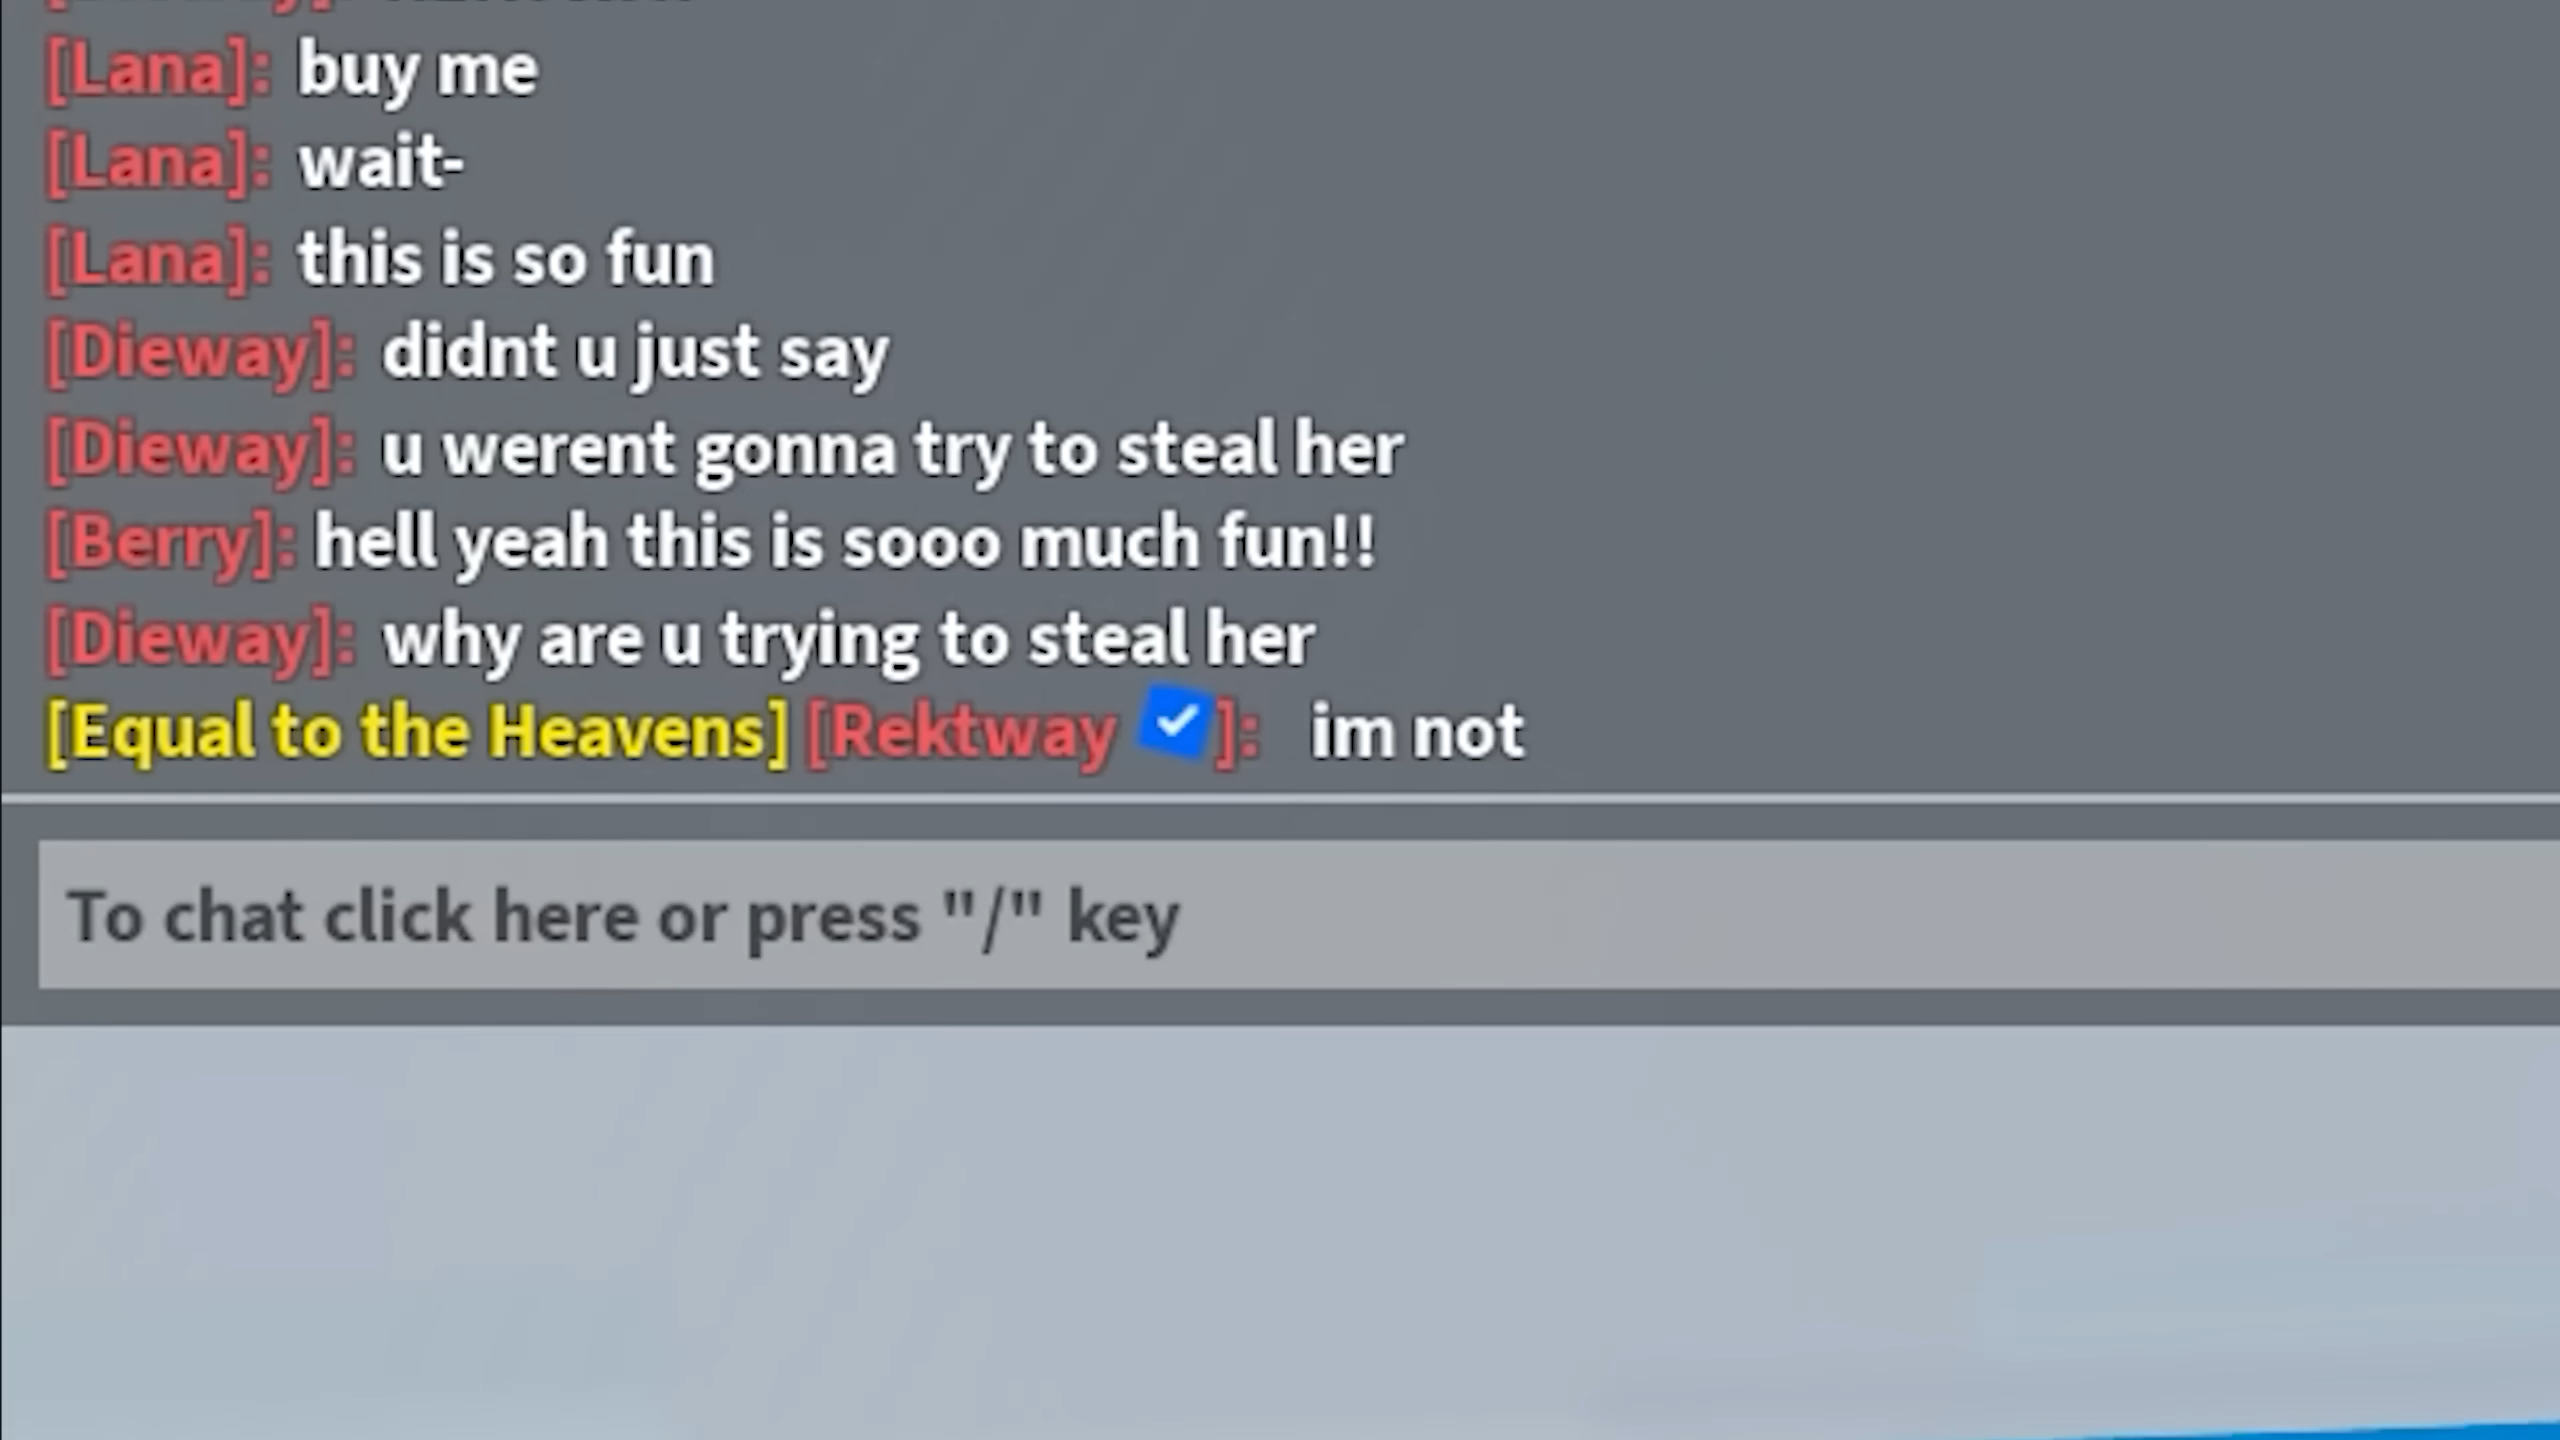 [Lana]: buy me
[Lana]: wait-
[Lana]: this is so fun
[Dieway]: didnt u just say
[Dieway]: u werent gonna try to steal her
[Berry]: hell yeah this is sooo much fun!!
[Dieway]: why are u trying to steal her
[Equal to the Heavens] [Rektway ☑]: im not
To chat click here or press "/" key